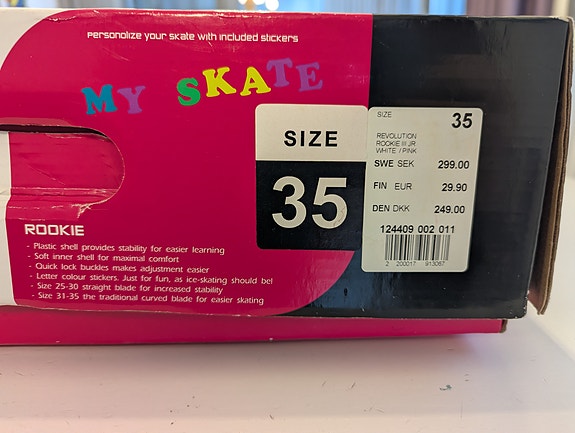 Personalize your skate with included stickers
MY SKATE
SIZE
35
SIZE 35
REVOLUTION
ROOKIE III JR
WHITE / PINK
SWE SEK 299.00
FIN EUR 29.90
DEN DKK 249.00
124409 002 011
2 200017 913067
ROOKIE
- Plastic shell provides stability for easier learning
- Soft inner shell for maximal comfort
- Quick lock buckles makes adjustment easier
- Letter colour stickers. Just for fun, as ice-skating should be!
- Size 25-30 straight blade for increased stability
- Size 31-35 the traditional curved blade for easier skating